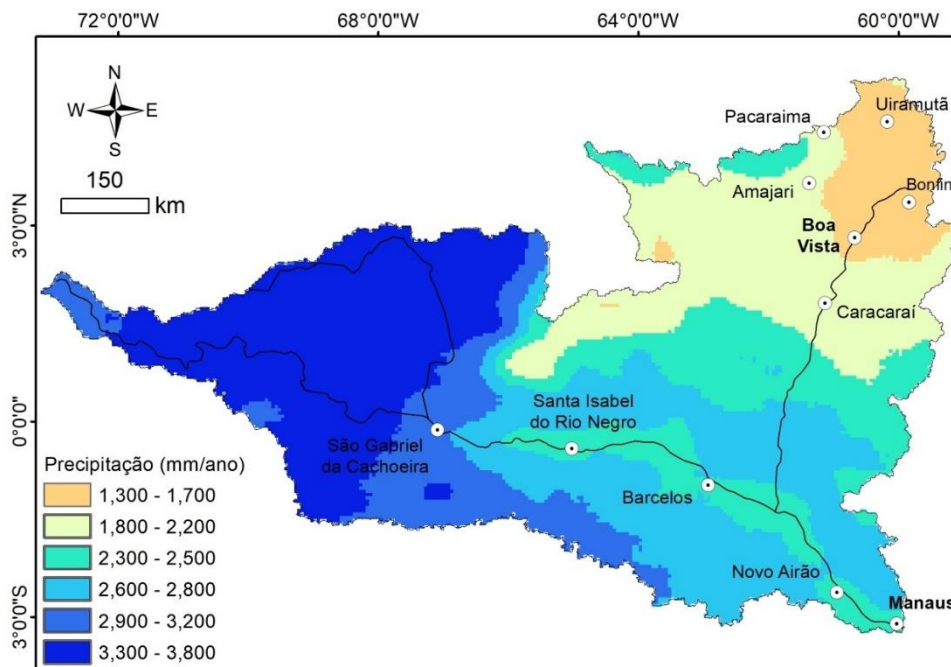 72°0'0"W 68°0'0"W 64°0'0"W 60°0'0"W
N
W E
S
150
km
3°0'0"N
0°0'0"
3°0'0"S
Pacaraima
Uiramutã
Amajari
Bonfin
Boa
Vista
Caracaraí
Santa Isabel
do Rio Negro
São Gabriel
da Cachoeira
Barcelos
Novo Airão
Manaus
Precipitação (mm/ano)
1,300 - 1,700
1,800 - 2,200
2,300 - 2,500
2,600 - 2,800
2,900 - 3,200
3,300 - 3,800